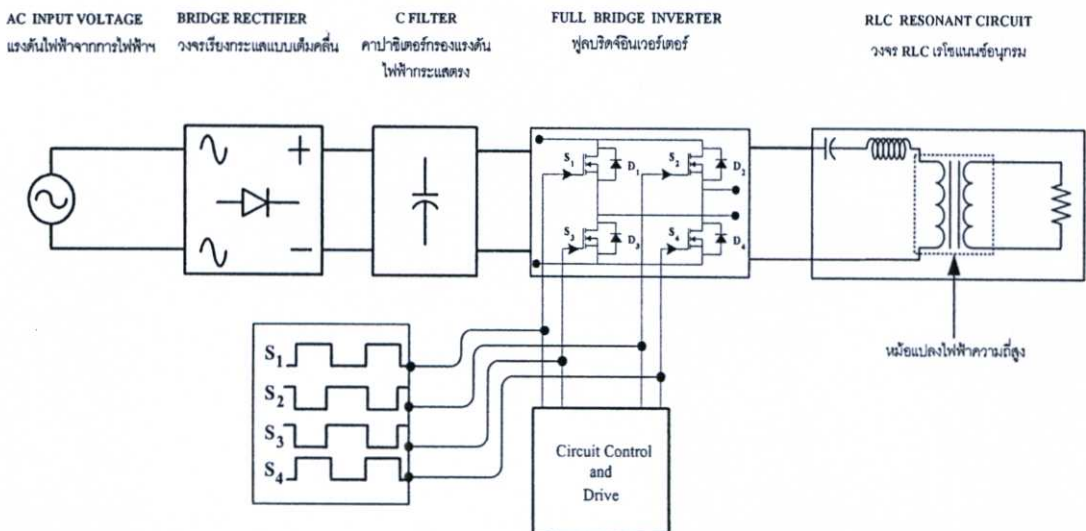 AC INPUT VOLTAGE
แรงดันไฟฟ้าจากการไฟฟ้าฯ
BRIDGE RECTIFIER
วงจรเรียงกระแสแบบเต็มคลื่น
C FILTER
คาปาซิเตอร์กรองแรงดัน
ไฟฟ้ากระแสตรง
FULL BRIDGE INVERTER
ฟูลบริดจ์อินเวอร์เตอร์
RLC RESONANT CIRCUIT
วงจร RLC เรโซแนนซ์อนุกรม
+
−
S1
D1
S2
D2
S3
D3
S4
D4
หม้อแปลงไฟฟ้าความถี่สูง
S1
S2
S3
S4
Circuit Control
and
Drive